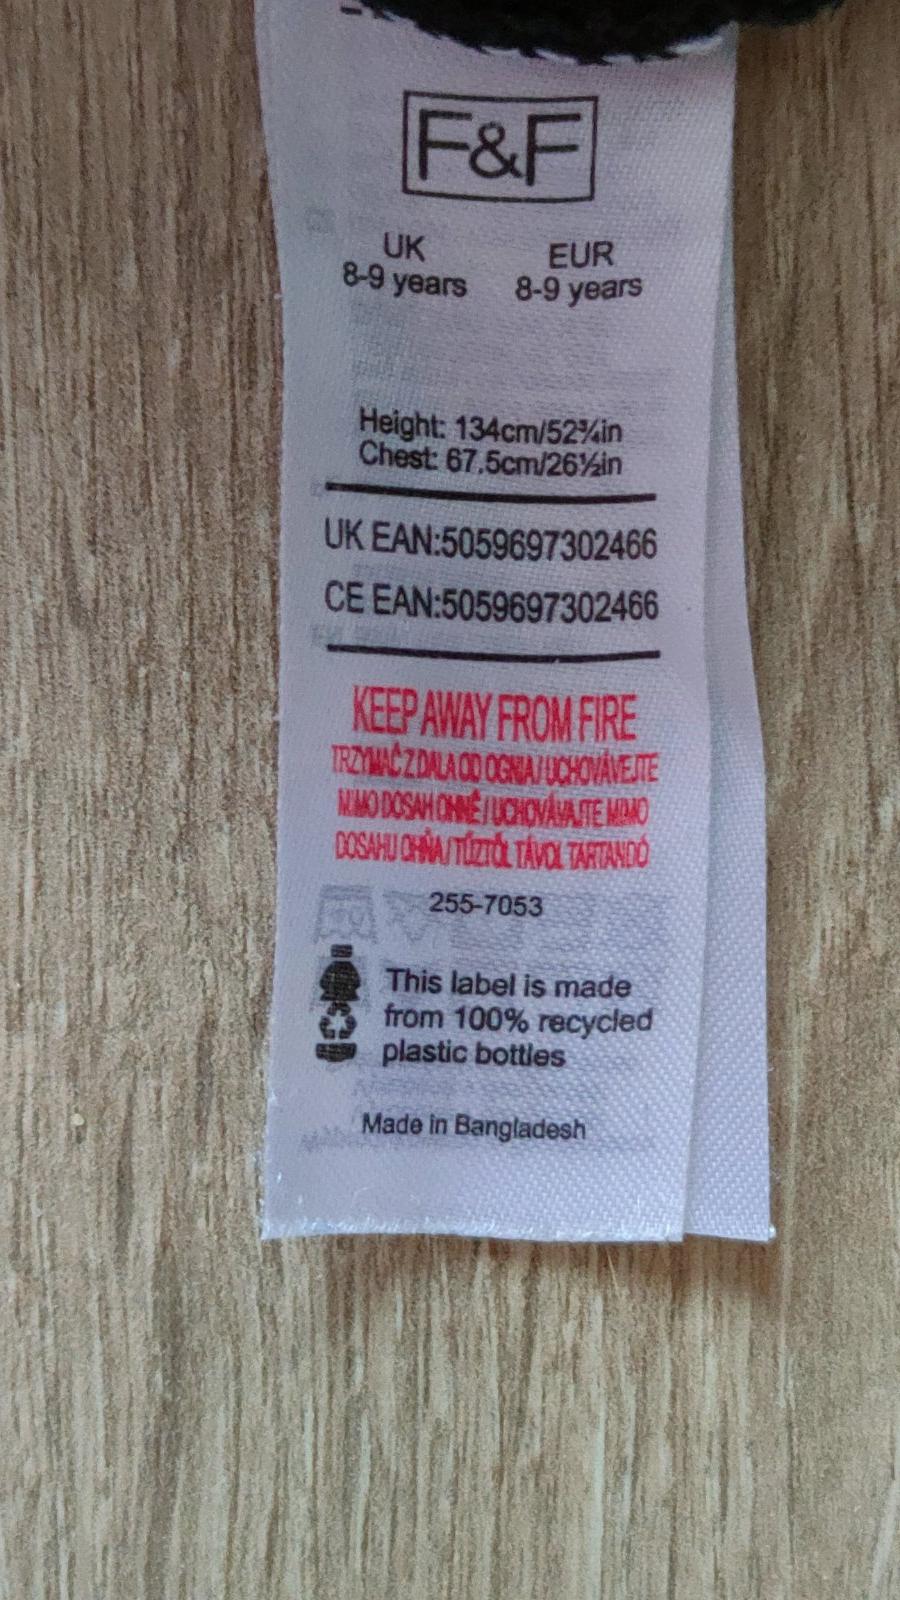 F&F
UK EUR
8-9 years 8-9 years
Height: 134cm/52¾in
Chest: 67.5cm/26½in
UK EAN:5059697302466
CE EAN:5059697302466
KEEP AWAY FROM FIRE
TRZYMAĆ Z DALA OD OGNIA / UCHOVÁVEJTE
MIMO DOSAH OHNĚ / UCHOVÁVAJTE MIMO
DOSAHU OHŇA / TŰZTŐL TÁVOL TARTANDÓ
255-7053
This label is made
from 100% recycled
plastic bottles
Made in Bangladesh